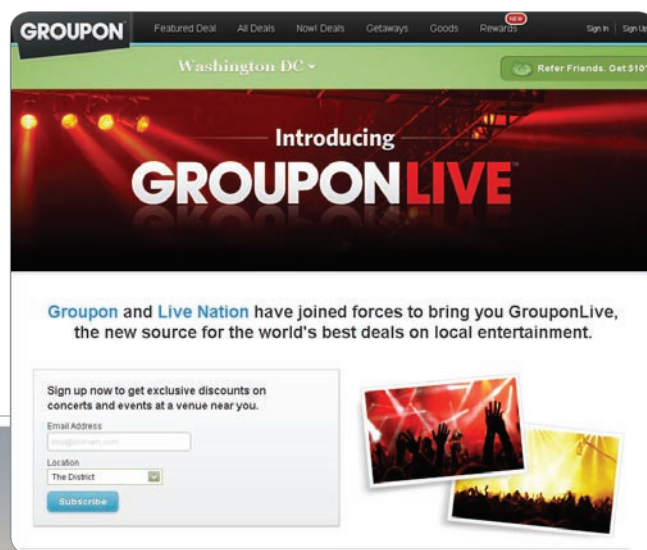 GROUPON Featured Deal All Deals Now! Deals Getaways Goods Rewards NEW Sign In Sign Up
Washington DC Refer Friends. Get $10
Introducing
GROUPONLIVE
Groupon and Live Nation have joined forces to bring you GrouponLive,
the new source for the world's best deals on local entertainment.
Sign up now to get exclusive discounts on
concerts and events at a venue near you.
Email Address
you@domain.com
Location
The District
Subscribe